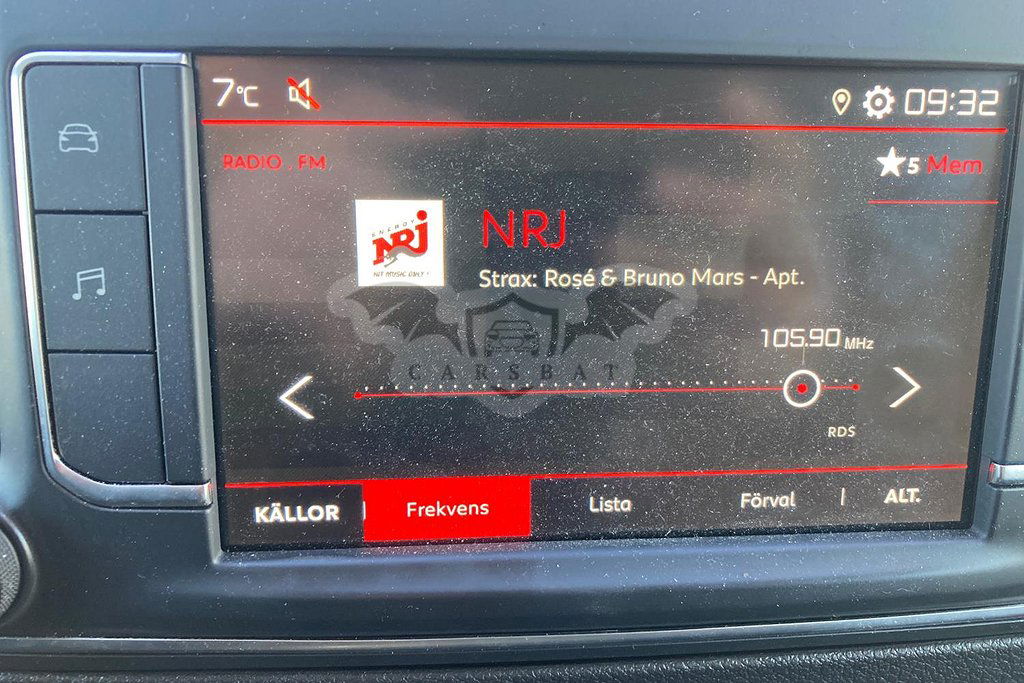 7°C
09:32
RADIO . FM
5 Mem
ENERGY
NRJ
HIT MUSIC ONLY !
NRJ
Strax: Rosé & Bruno Mars - Apt.
105.90 MHz
CARSBAT
RDS
KÄLLOR | Frekvens Lista Förval | ALT.